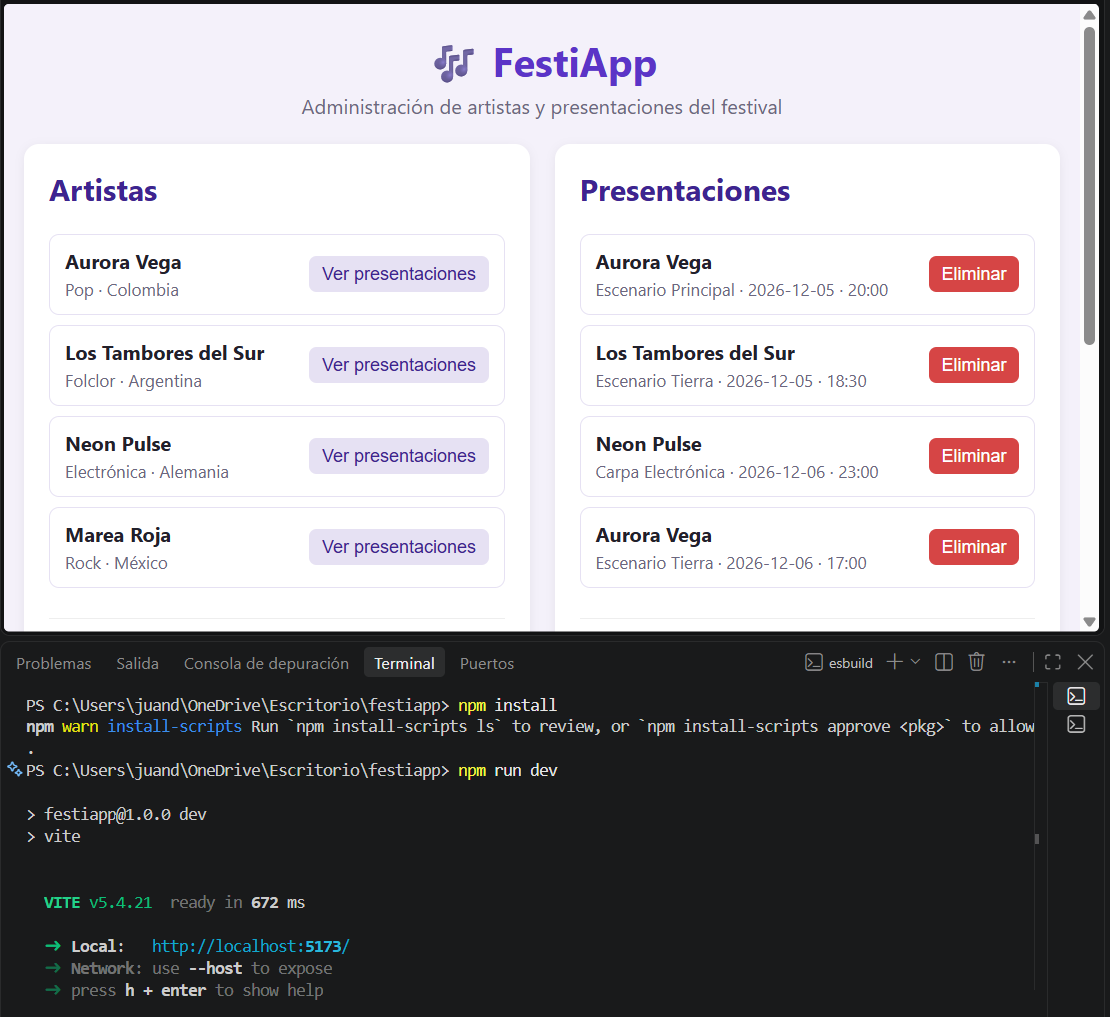 FestiApp
Administración de artistas y presentaciones del festival
Artistas
Aurora Vega
Pop · Colombia
Ver presentaciones
Los Tambores del Sur
Folclor · Argentina
Ver presentaciones
Neon Pulse
Electrónica · Alemania
Ver presentaciones
Marea Roja
Rock · México
Ver presentaciones
Presentaciones
Aurora Vega
Escenario Principal · 2026-12-05 · 20:00
Eliminar
Los Tambores del Sur
Escenario Tierra · 2026-12-05 · 18:30
Eliminar
Neon Pulse
Carpa Electrónica · 2026-12-06 · 23:00
Eliminar
Aurora Vega
Escenario Tierra · 2026-12-06 · 17:00
Eliminar
Problemas Salida Consola de depuración Terminal Puertos esbuild
PS C:\Users\juand\OneDrive\Escritorio\festiapp> npm install
npm warn install-scripts Run `npm install-scripts ls` to review, or `npm install-scripts approve <pkg>` to allow
.
PS C:\Users\juand\OneDrive\Escritorio\festiapp> npm run dev
> festiapp@1.0.0 dev
> vite
VITE v5.4.21 ready in 672 ms
➜ Local: http://localhost:5173/
➜ Network: use --host to expose
➜ press h + enter to show help